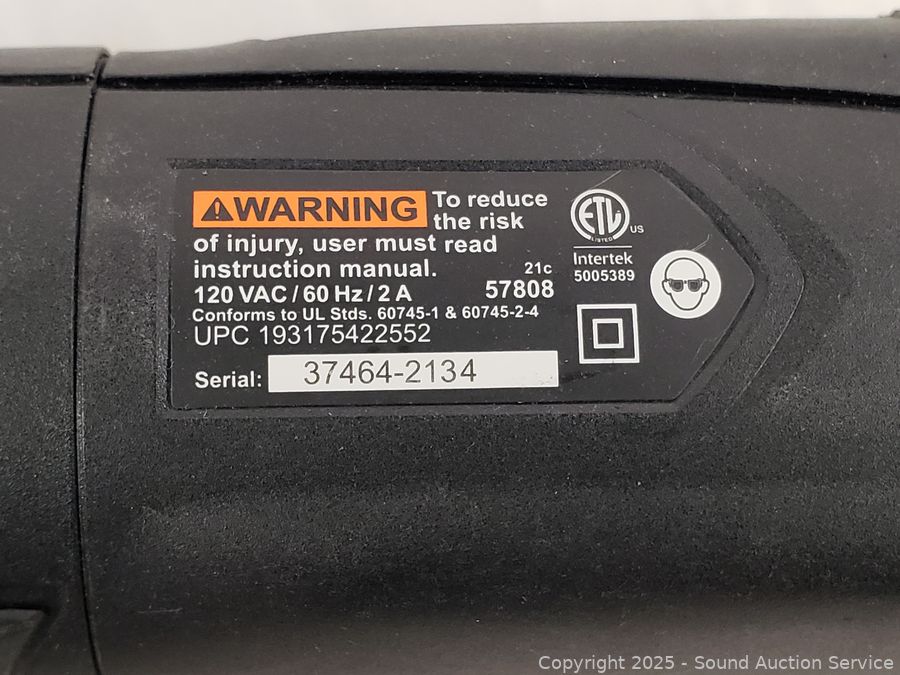 WARNING To reduce
the risk
of injury, user must read
instruction manual.
21c
120 VAC / 60 Hz / 2 A 57808
Conforms to UL Stds. 60745-1 & 60745-2-4
UPC 193175422552
Serial: 37464-2134
ETL
LISTED
US
Intertek
5005389
Copyright 2025 - Sound Auction Service